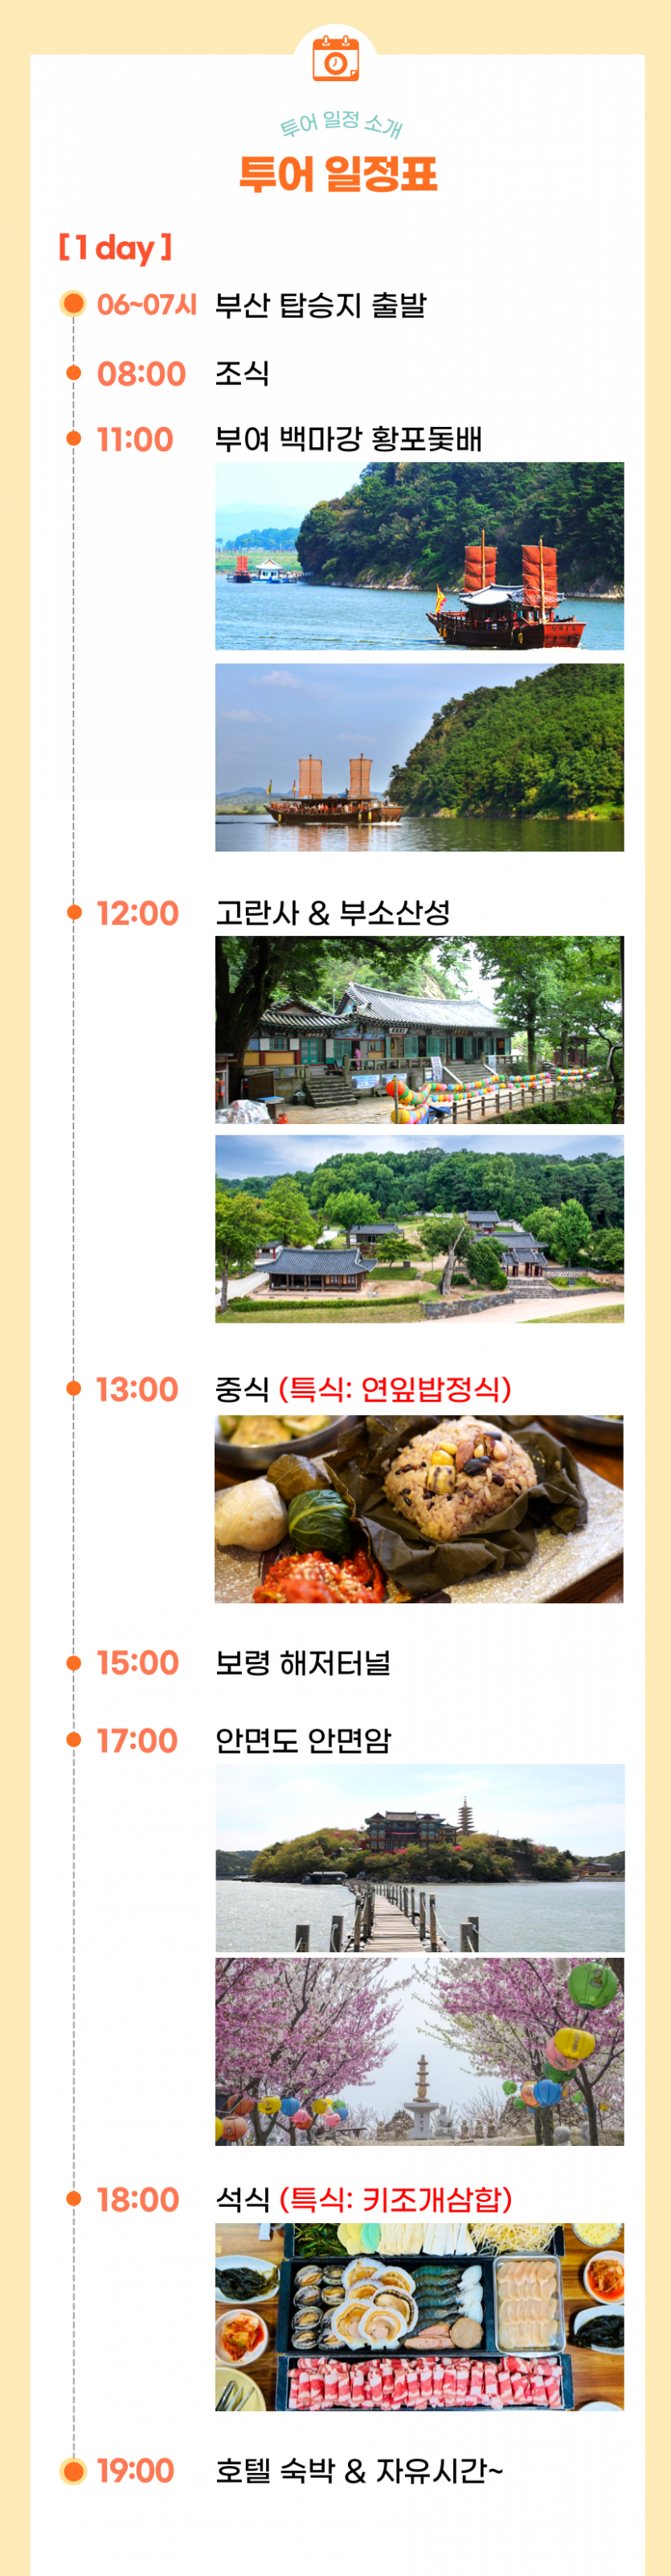 투어 일정 소개
투어 일정표
[ 1 day ]
06~07시 부산 탑승지 출발
08:00 조식
11:00 부여 백마강 황포돛배
12:00 고란사 & 부소산성
13:00 중식 (특식: 연잎밥정식)
15:00 보령 해저터널
17:00 안면도 안면암
18:00 석식 (특식: 키조개삼합)
19:00 호텔 숙박 & 자유시간~